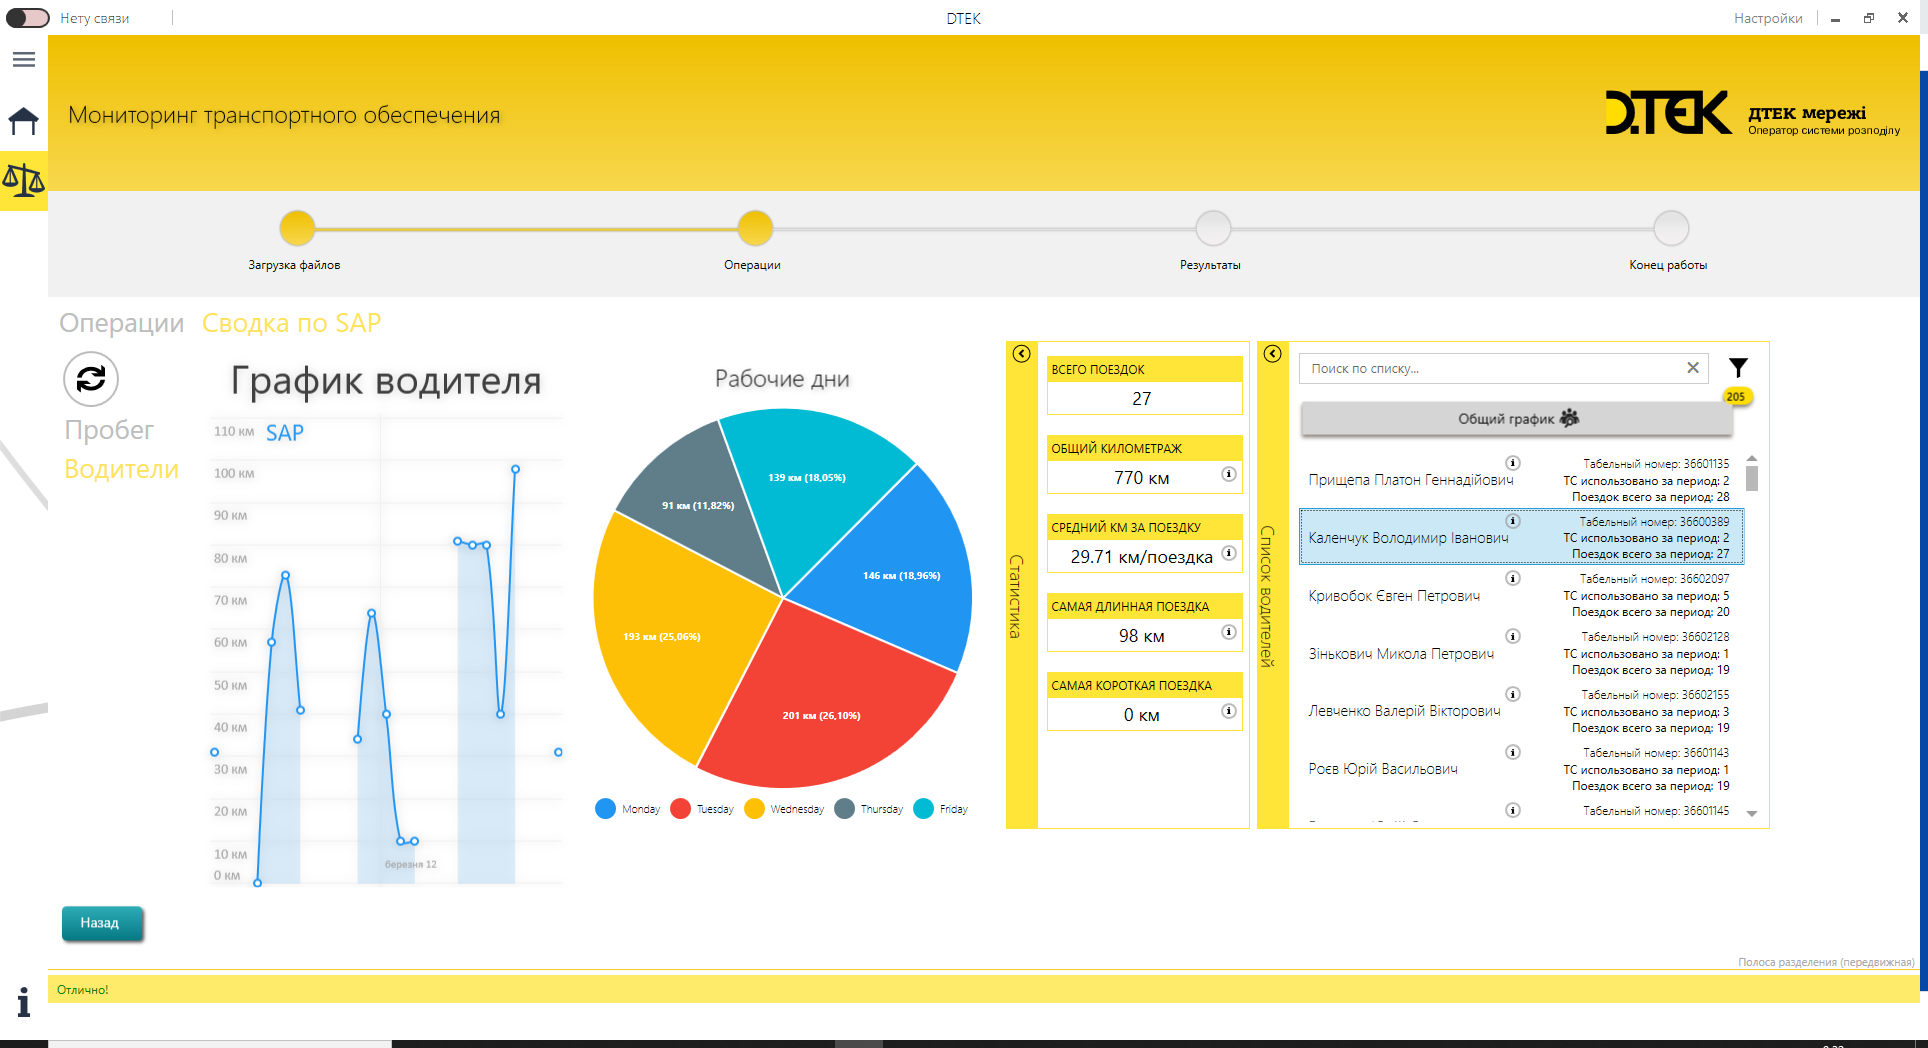 Нету связи
DTEK
Настройки
Мониторинг транспортного обеспечения
ДТЕК
ДТЕК мережі
Оператор системи розподілу
Загрузка файлов
Операции
Результаты
Конец работы
Операции
Сводка по SAP
Пробег
Водители
График водителя
SAP
110 км
100 км
90 км
80 км
70 км
60 км
50 км
40 км
30 км
20 км
10 км
0 км
березня 12
Рабочие дни
139 км (18,05%)
91 км (11,82%)
146 км (18,96%)
193 км (25,06%)
201 км (26,10%)
Monday
Tuesday
Wednesday
Thursday
Friday
Статистика
ВСЕГО ПОЕЗДОК
27
ОБЩИЙ КИЛОМЕТРАЖ
770 км
СРЕДНИЙ КМ ЗА ПОЕЗДКУ
29.71 км/поездка
САМАЯ ДЛИННАЯ ПОЕЗДКА
98 км
САМАЯ КОРОТКАЯ ПОЕЗДКА
0 км
Список водителей
Поиск по списку...
205
Общий график
Прищепа Платон Геннадійович
Табельный номер: 36601135
ТС использовано за период: 2
Поездок всего за период: 28
Каленчук Володимир Іванович
Табельный номер: 36600389
ТС использовано за период: 2
Поездок всего за период: 27
Кривобок Євген Петрович
Табельный номер: 36602097
ТС использовано за период: 5
Поездок всего за период: 20
Зінькович Микола Петрович
Табельный номер: 36602128
ТС использовано за период: 1
Поездок всего за период: 19
Левченко Валерій Вікторович
Табельный номер: 36602155
ТС использовано за период: 3
Поездок всего за период: 19
Роєв Юрій Васильович
Табельный номер: 36601143
ТС использовано за период: 1
Поездок всего за период: 19
Табельный номер: 36601145
Назад
Полоса разделения (передвижная)
Отлично!